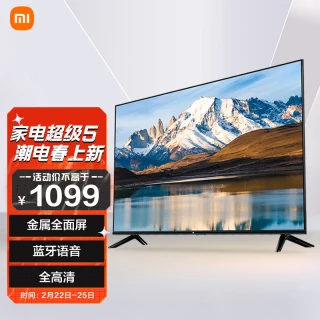 mi
家电超级5
潮电春上新
活动价不高于
¥1099
金属全面屏
蓝牙语音
全高清
时间：2月22日-25日